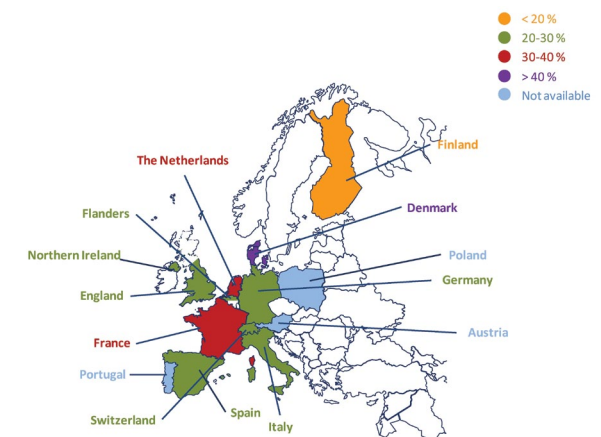 < 20 %
20-30 %
30-40 %
> 40 %
Not available
Finland
The Netherlands
Denmark
Flanders
Northern Ireland
Poland
Germany
England
Austria
France
Portugal
Spain
Switzerland
Italy